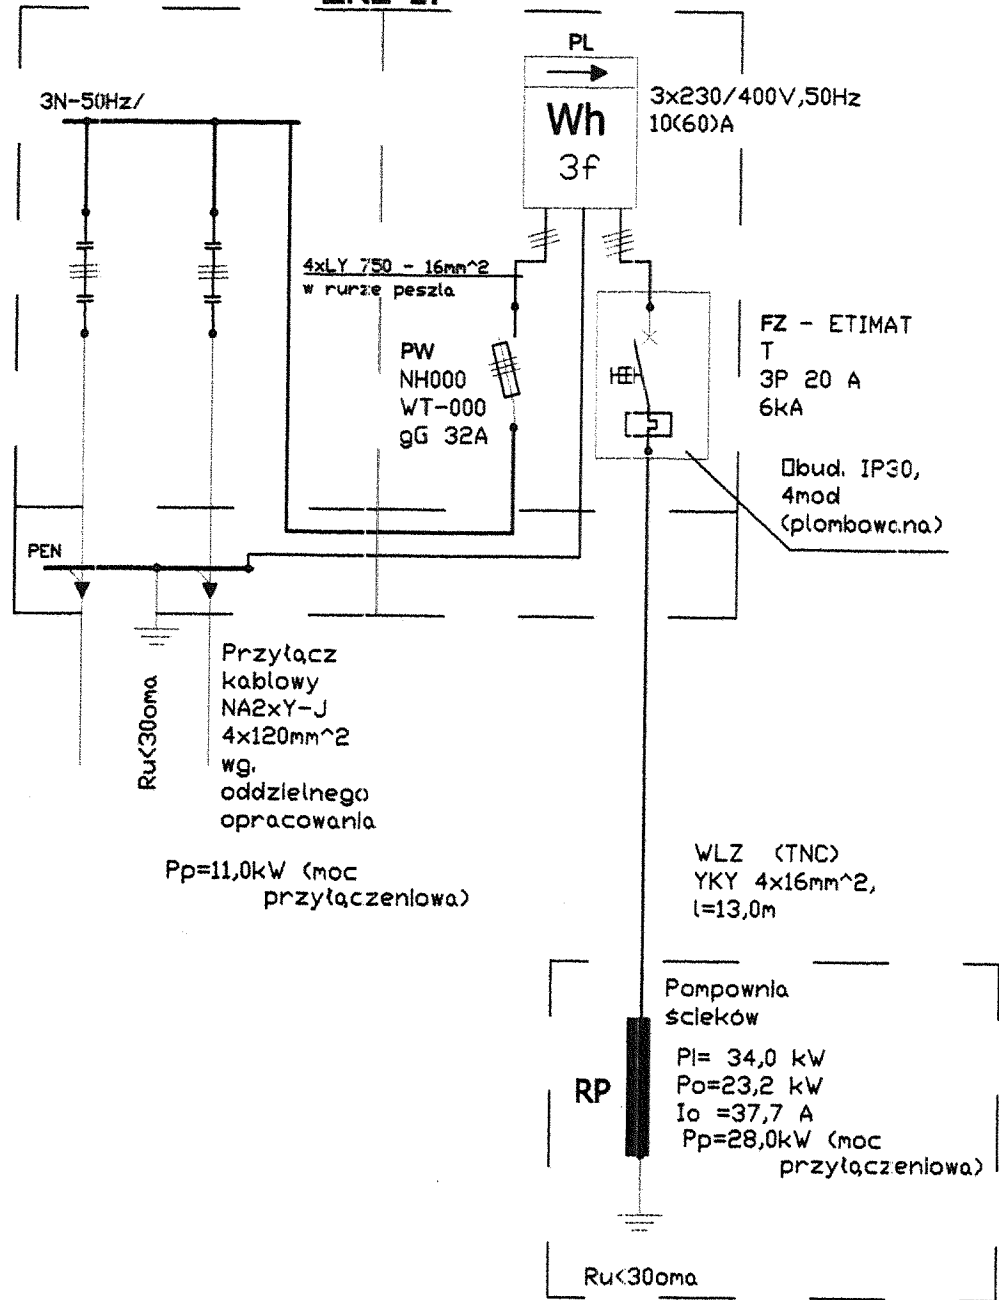 PL
3N-50Hz/
Wh
3f
3x230/400V,50Hz
10(60)A
4xLY 750 - 16mm^2
w rurze peszla
PW
NH000
WT-000
gG 32A
FZ - ETIMAT
T
3P 20 A
6kA
Obud. IP30,
4mod
(plombowana)
PEN
Ru<30oma
Przyłącz
kablowy
NA2xY-J
4x120mm^2
wg.
oddzielnego
opracowania
Pp=11,0kW (moc
przyłączeniowa)
WLZ (TNC)
YKY 4x16mm^2,
l=13,0m
Pompownia
ścieków
RP
Pi= 34,0 kW
Po=23,2 kW
Io =37,7 A
Pp=28,0kW (moc
przyłączeniowa)
Ru<30oma